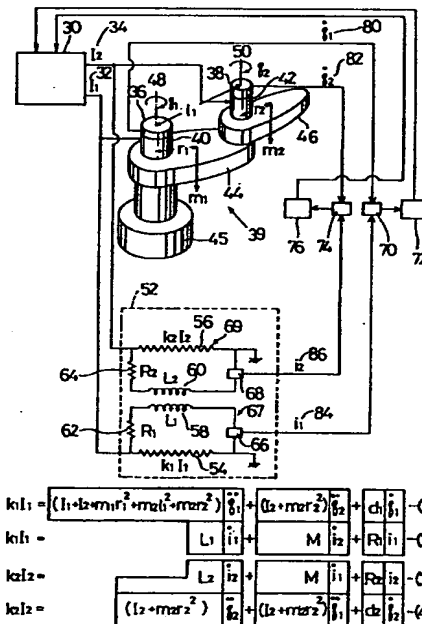 30
34
I2
32
I1
48
36
38
50
42
40
46
44
45
39
l1
r1
r2
m1
m2
80
82
76
74
70
72
52
k2I2
56
69
64
R2
60
L2
68
i2
86
L1
67
58
62
R1
66
i1
84
k1I1
54
k1I1 = (I1+I2+m1r1²+m2l1²+m2r2²) q̈1 + (I2+m2r2²) q̈2 + d1 q̇1
k1I1 = L1 i̇1 + M i̇2 + R1 i1
k2I2 = L2 i̇2 + M i̇1 + R2 i2
k2I2 = (I2+m2r2²) q̈2 + (I2+m2r2²) q̈1 + d2 q̇2